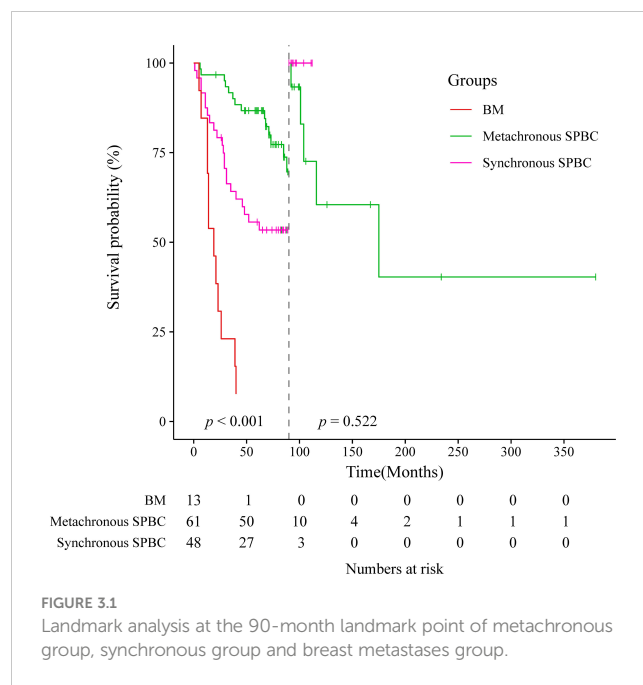 Groups
BM
Metachronous SPBC
Synchronous SPBC
Survival probability (%)
100
75
50
25
0
p < 0.001
p = 0.522
0 50 100 150 200 250 300 350
Time(Months)
BM 13 1 0 0 0 0 0 0
Metachronous SPBC 61 50 10 4 2 1 1 1
Synchronous SPBC 48 27 3 0 0 0 0 0
Numbers at risk
FIGURE 3.1
Landmark analysis at the 90-month landmark point of metachronous
group, synchronous group and breast metastases group.